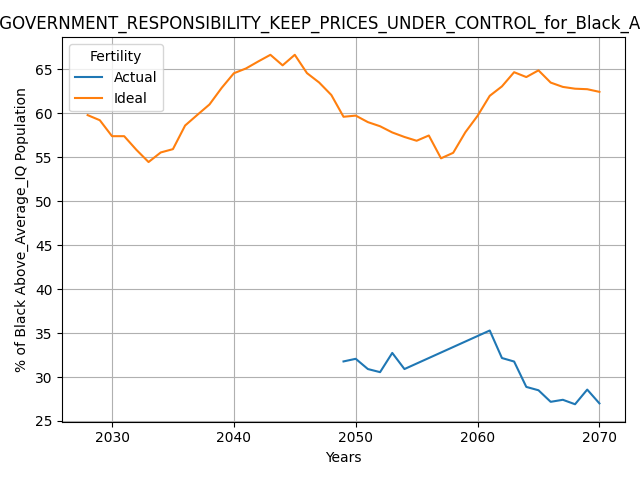 GOVERNMENT_RESPONSIBILITY_KEEP_PRICES_UNDER_CONTROL_for_Black_A
Fertility
Actual
Ideal
% of Black Above_Average_IQ Population
65
60
55
50
45
40
35
30
25
2030 2040 2050 2060 2070
Years